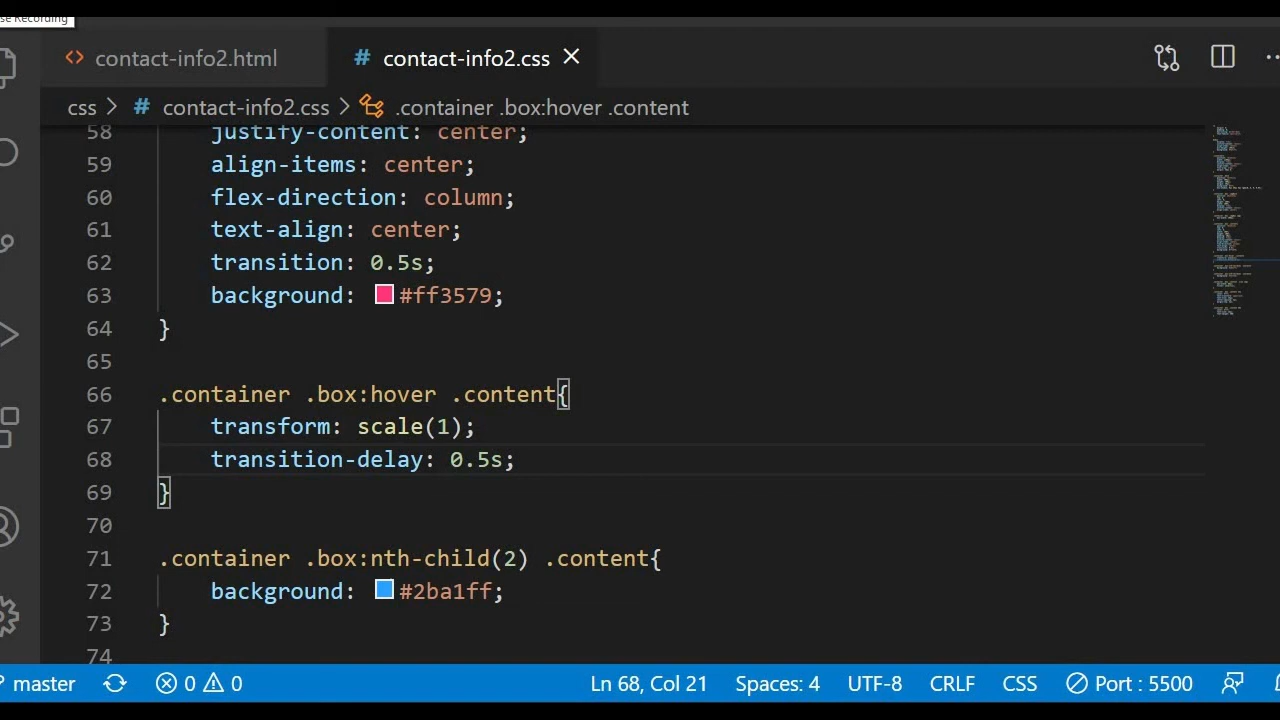 se Recording
contact-info2.html
contact-info2.css
css > # contact-info2.css > .container .box:hover .content
58 justify-content: center;
59 align-items: center;
60 flex-direction: column;
61 text-align: center;
62 transition: 0.5s;
63 background: #ff3579;
64 }
65
66 .container .box:hover .content{
67 transform: scale(1);
68 transition-delay: 0.5s;
69 }
70
71 .container .box:nth-child(2) .content{
72 background: #2ba1ff;
73 }
74
master 0 0 Ln 68, Col 21 Spaces: 4 UTF-8 CRLF CSS Port : 5500